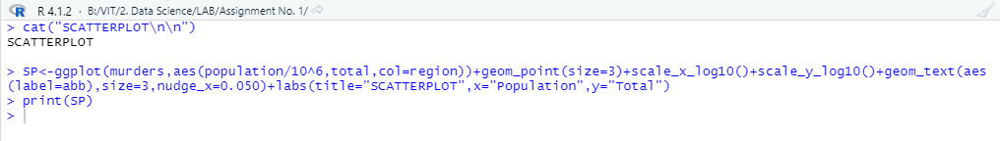 R 4.1.2 · B:/VIT/2. Data Science/LAB/Assignment No. 1/
> cat("SCATTERPLOT\n\n")
SCATTERPLOT
> SP<-ggplot(murders,aes(population/10^6,total,col=region))+geom_point(size=3)+scale_x_log10()+scale_y_log10()+geom_text(aes
(label=abb),size=3,nudge_x=0.050)+labs(title="SCATTERPLOT",x="Population",y="Total")
> print(SP)
>